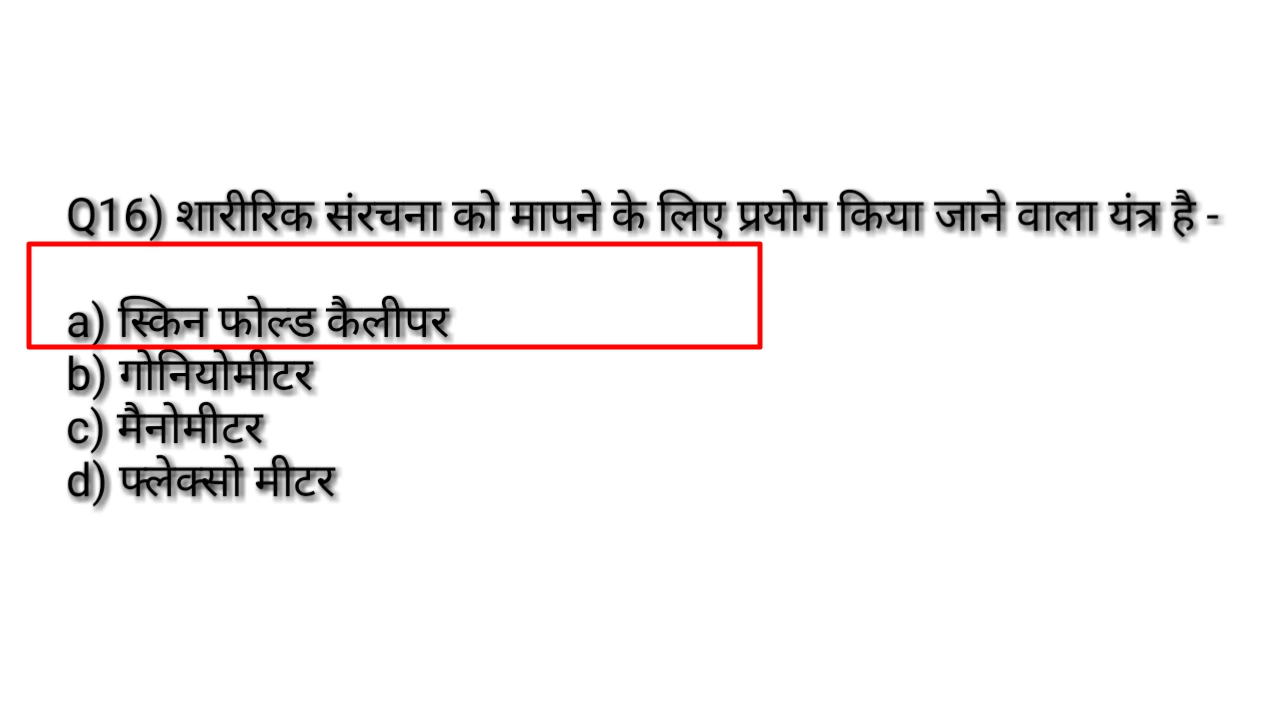 Q16) शारीरिक संरचना को मापने के लिए प्रयोग किया जाने वाला यंत्र है -
a) स्किन फोल्ड कैलीपर
b) गोनियोमीटर
c) मैनोमीटर
d) फ्लेक्सो मीटर